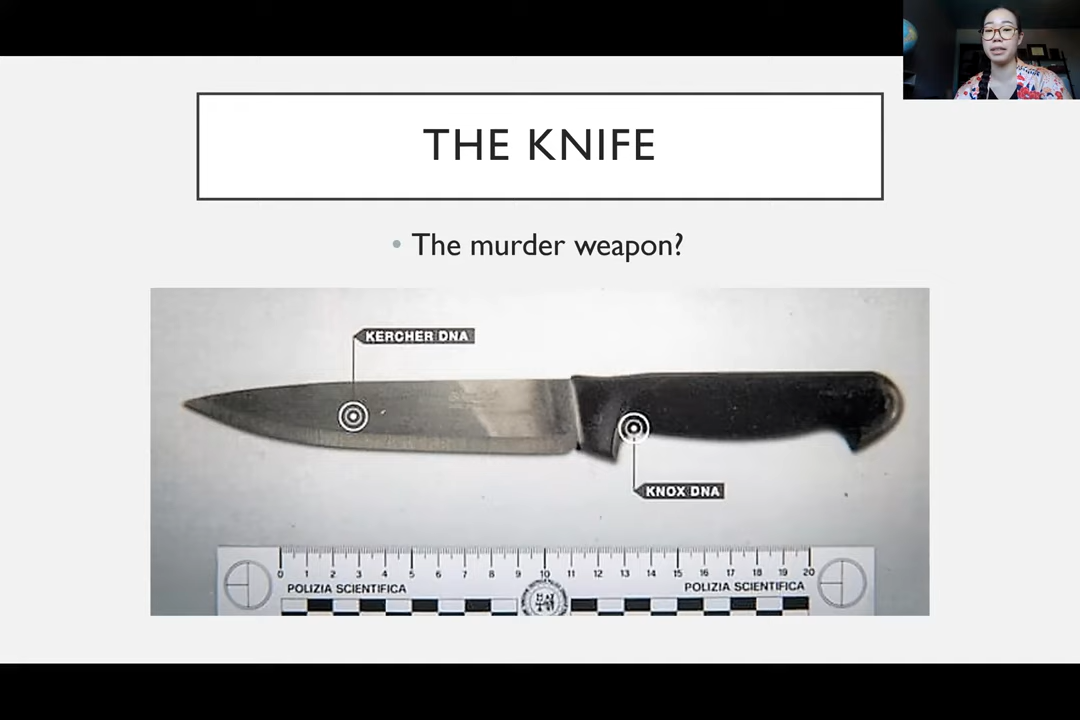 THE KNIFE
• The murder weapon?
KERCHER DNA
KNOX DNA
0 1 2 3 4 5 6 7 8 9 10 11 12 13 14 15 16 17 18 19 20
POLIZIA SCIENTIFICA POLIZIA SCIENTIFICA